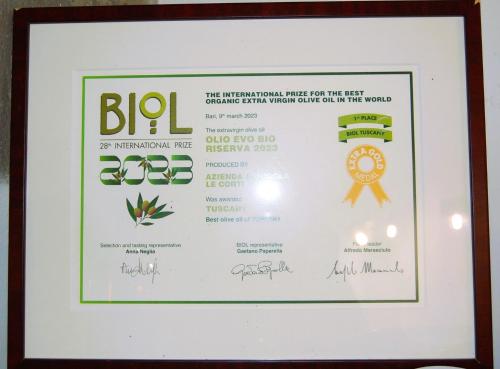 BIOL
28th INTERNATIONAL PRIZE
2023
THE INTERNATIONAL PRIZE FOR THE BEST
ORGANIC EXTRA VIRGIN OLIVE OIL IN THE WORLD
Bari, 9th march 2023
The extravirgin olive oil
OLIO EVO BIO
RISERVA 2023
PRODUCED BY
AZIENDA
LE CORTI
Was awarded
TUSCANY
Best olive oil of
1st PLACE
BIOL TUSCANY
EXTRA GOLD
MEDAL
Selection and tasting representative
Anna Neglia
BIOL representative
Gaetano Paparella
leader
Alfredo Marasciulo